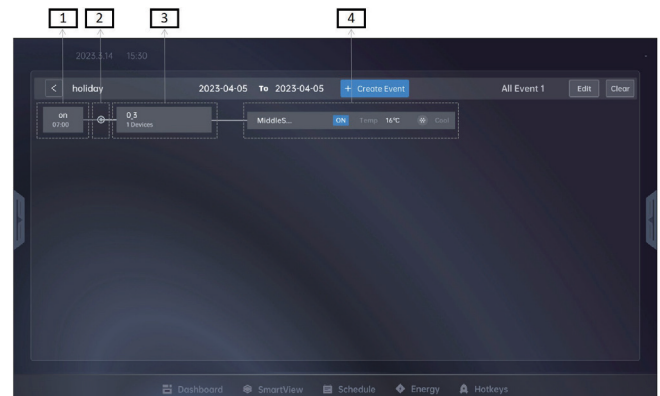 1 2 3 4
2023.3.14 15:30
< holiday 2023-04-05 To 2023-04-05 + Create Event All Event 1 Edit Clear
on 0_3 MiddleS... ON Temp 16°C Cool
07:00 1 Devices
Dashboard SmartView Schedule Energy Hotkeys